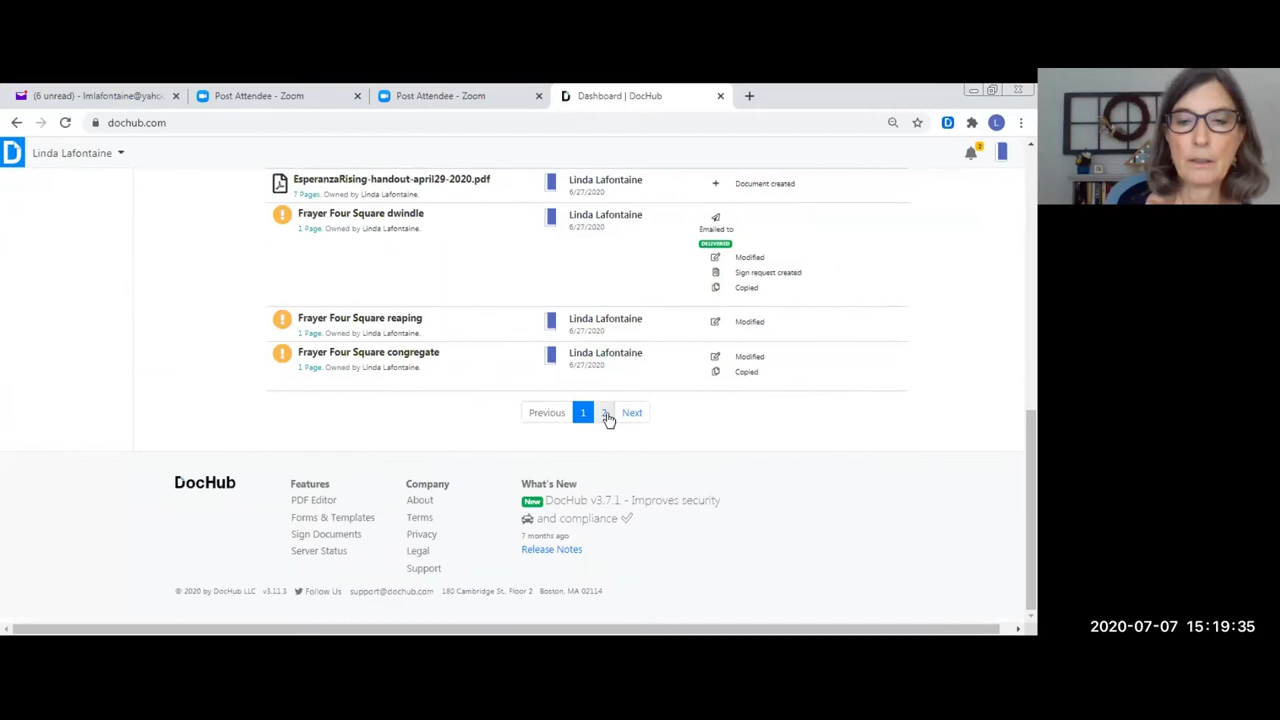 (6 unread) - lmlafontaine@yaho
Post Attendee - Zoom
Post Attendee - Zoom
Dashboard | DocHub
dochub.com
L
D
Linda Lafontaine
2
EsperanzaRising-handout-april29-2020.pdf
7 Pages. Owned by Linda Lafontaine.
Linda Lafontaine
6/27/2020
Document created
Frayer Four Square dwindle
1 Page. Owned by Linda Lafontaine.
Linda Lafontaine
6/27/2020
Emailed to
DELIVERED
Modified
Sign request created
Copied
Frayer Four Square reaping
1 Page. Owned by Linda Lafontaine.
Linda Lafontaine
6/27/2020
Modified
Frayer Four Square congregate
1 Page. Owned by Linda Lafontaine.
Linda Lafontaine
6/27/2020
Modified
Copied
Previous 1 2 Next
DocHub
Features
PDF Editor
Forms & Templates
Sign Documents
Server Status
Company
About
Terms
Privacy
Legal
Support
What's New
New DocHub v3.7.1 - Improves security
and compliance
7 months ago
Release Notes
© 2020 by DocHub LLC v3.11.3 Follow Us support@dochub.com 180 Cambridge St, Floor 2 Boston, MA 02114
2020-07-07 15:19:35